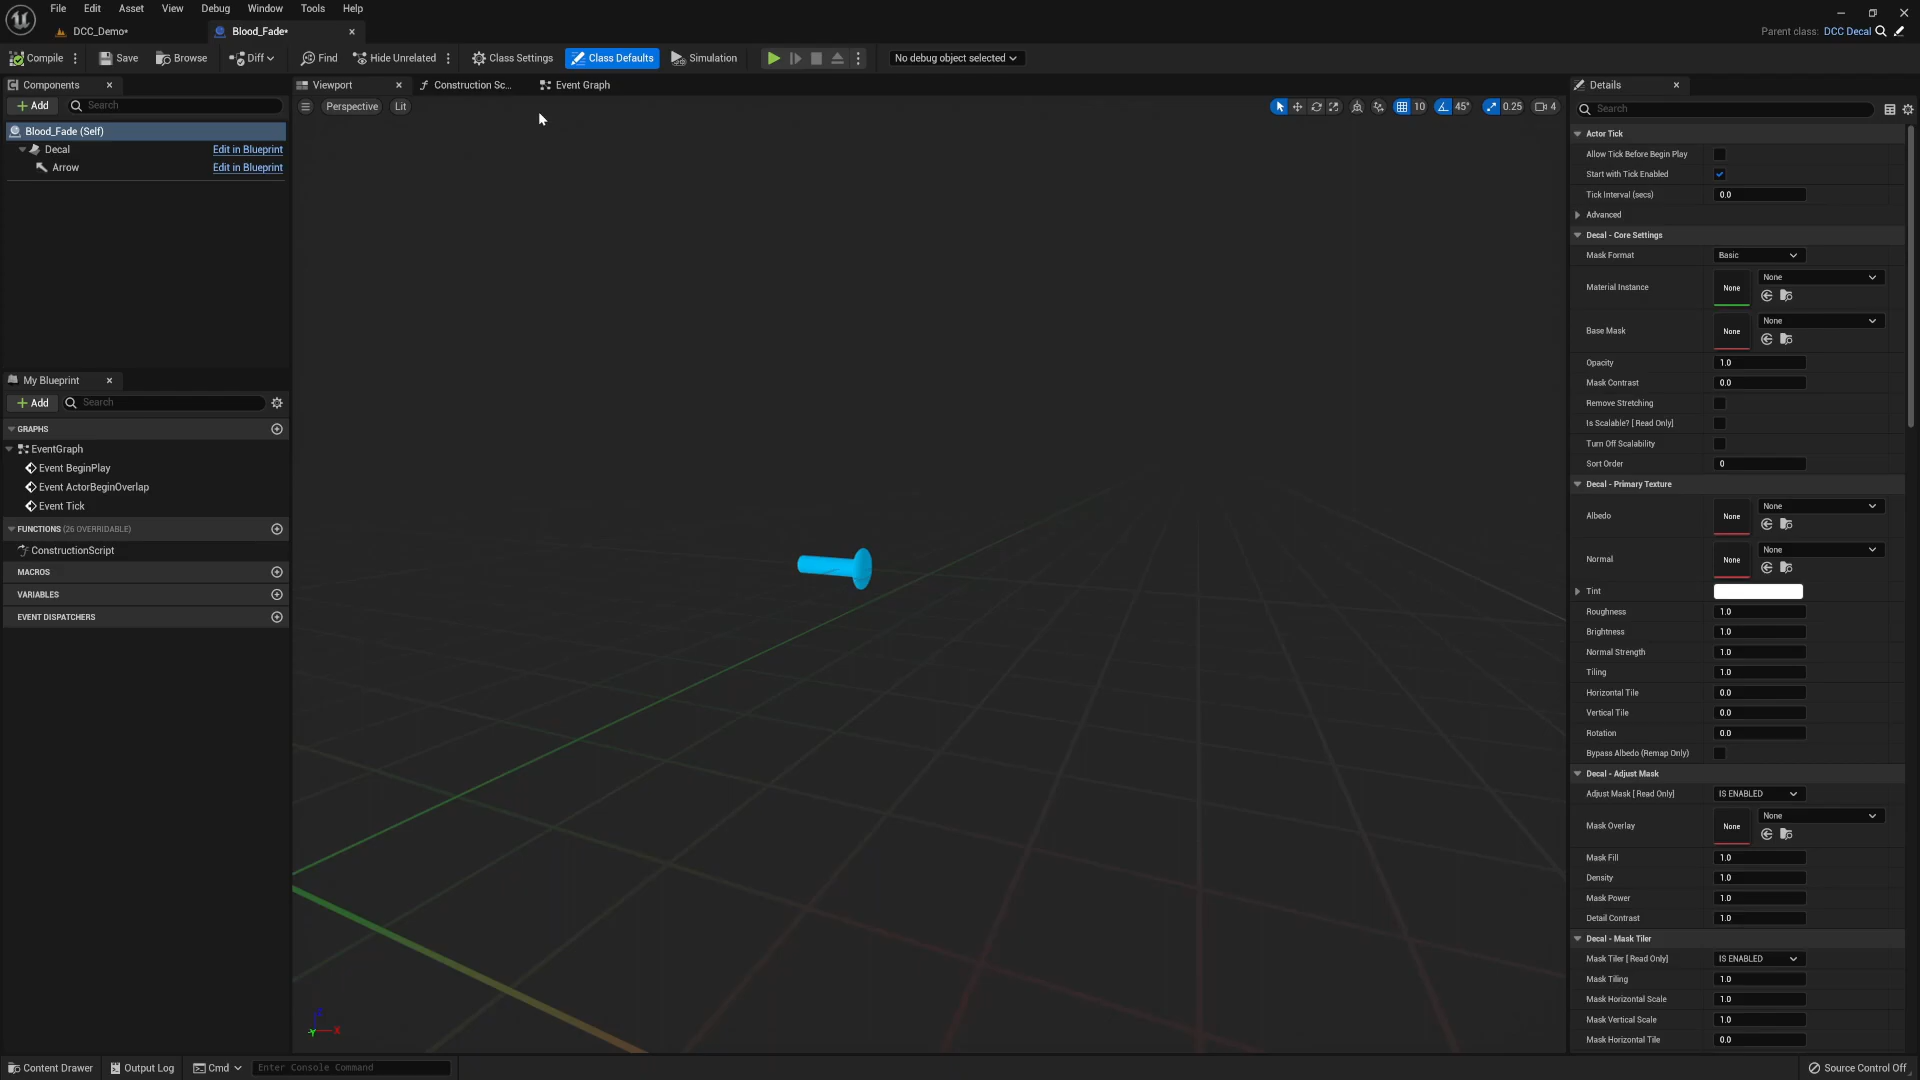 File Edit Asset View Debug Window Tools Help
DCC_Demo*
Blood_Fade*
Parent class: DCC Decal
Compile Save Browse Diff Find Hide Unrelated Class Settings Class Defaults Simulation No debug object selected
Components
Add Search
Blood_Fade (Self)
Decal Edit in Blueprint
Arrow Edit in Blueprint
My Blueprint
Add Search
GRAPHS
EventGraph
Event BeginPlay
Event ActorBeginOverlap
Event Tick
FUNCTIONS (26 OVERRIDABLE)
ConstructionScript
MACROS
VARIABLES
EVENT DISPATCHERS
Viewport Construction Sc... Event Graph
Perspective Lit 10 45° 0.25 4
Z
Y X
Details
Search
Actor Tick
Allow Tick Before Begin Play
Start with Tick Enabled
Tick Interval (secs) 0.0
Advanced
Decal - Core Settings
Mask Format Basic
Material Instance None None
Base Mask None None
Opacity 1.0
Mask Contrast 0.0
Remove Stretching
Is Scalable? [ Read Only]
Turn Off Scalability
Sort Order 0
Decal - Primary Texture
Albedo None None
Normal None None
Tint
Roughness 1.0
Brightness 1.0
Normal Strength 1.0
Tiling 1.0
Horizontal Tile 0.0
Vertical Tile 0.0
Rotation 0.0
Bypass Albedo (Remap Only)
Decal - Adjust Mask
Adjust Mask [ Read Only] IS ENABLED
Mask Overlay None None
Mask Fill 1.0
Density 1.0
Mask Power 1.0
Detail Contrast 1.0
Decal - Mask Tiler
Mask Tiler [ Read Only] IS ENABLED
Mask Tiling 1.0
Mask Horizontal Scale 1.0
Mask Vertical Scale 1.0
Mask Horizontal Tile 0.0
Content Drawer Output Log Cmd Enter Console Command Source Control Off